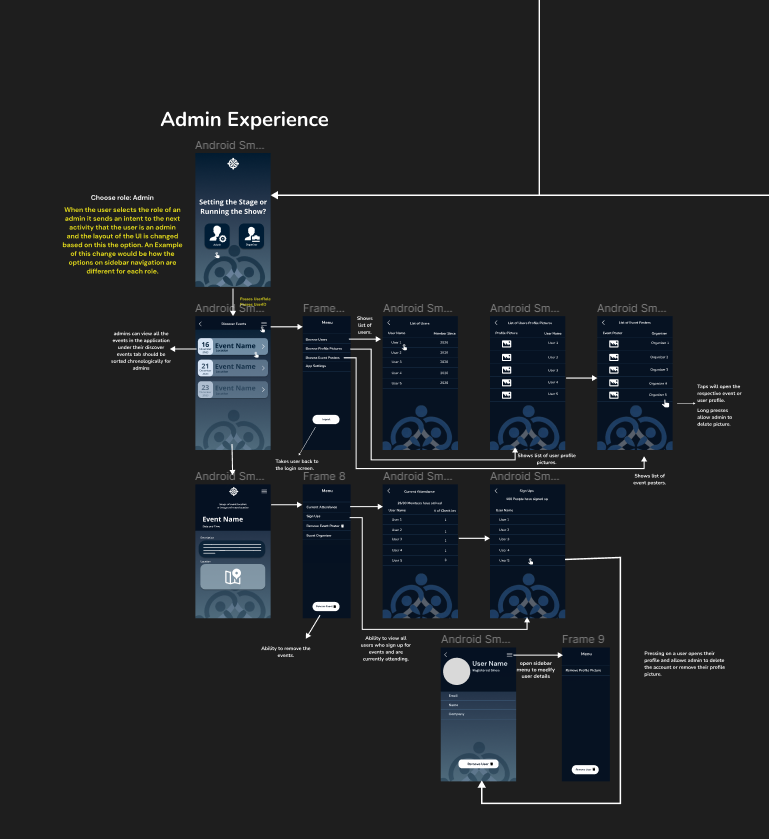 Admin Experience
Android Sm...
Choose role: Admin
When the user selects the role of an
admin it sends an intent to the next
activity that the user is an admin
and the layout of the UI is changed
based on this the option. An Example
of this change would be how the
options on sidebar navigation are
different for each role.
Setting the Stage or
Running the Show?
Admin
Organizer
Android Sm...
Frame...
Android Sm...
Android Sm...
Android Sm...
admins can view all the
events in the application
under their discover
events tab should be
sorted chronologically for
admins
Discover Events
16
Event Name
21
Event Name
23
Event Name
Menu
Browse Users
Browse Profile Pictures
Browse Event Posters
App Settings
Logout
Shows
list of
users.
List of Users
User Name
Member Since
User 1
2025
User 2
2025
User 3
2025
User 4
2025
User 5
2025
List of Users Profile Pictures
Profile Picture
User Name
User 1
User 2
User 3
User 4
User 5
List of Event Posters
Event Poster
Organizer
Organizer 1
Organizer 2
Organizer 3
Organizer 4
Organizer 5
Taps will open the
respective event or
user profile.
Long presses
allow admin to
delete picture.
Takes user back to
the login screen.
Shows list of user profile
pictures.
Shows list of
event posters.
Android Sm...
Frame 8
Android Sm...
Android Sm...
Event Name
Date and Time
Description
Location
Menu
Current Attendance
Sign Ups
Remove Event Poster
Event Organizer
Current Attendance
User Name
User 1
User 2
User 3
User 4
User 5
Sign Ups
500 People have signed up
User Name
User 1
User 2
User 3
User 4
User 5
Ability to remove the
events.
Ability to view all
users who sign up for
events and are
currently attending.
Android Sm...
Frame 9
User Name
Registered Since
Email
Name
Company
Remove User
open sidebar
menu to modify
user details
Menu
Remove Profile Picture
Remove User
Pressing on a user opens their
profile and allows admin to delete
the account or remove their profile
picture.